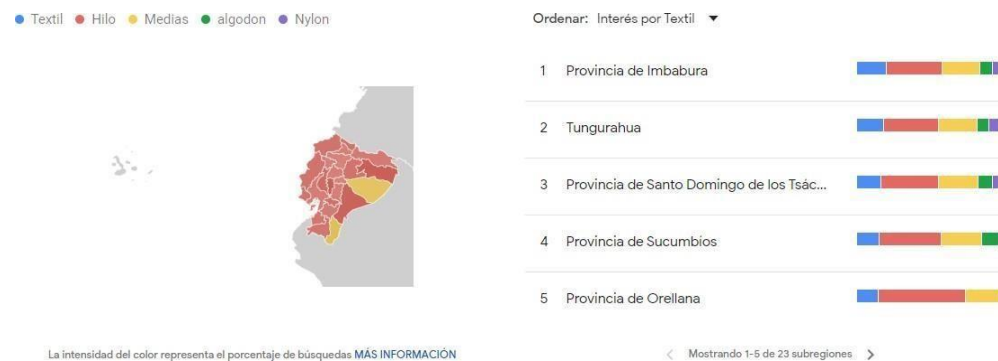 Textil Hilo Medias algodon Nylon
Ordenar: Interés por Textil
1 Provincia de Imbabura
2 Tungurahua
3 Provincia de Santo Domingo de los Tsác...
4 Provincia de Sucumbios
5 Provincia de Orellana
La intensidad del color representa el porcentaje de búsquedas MÁS INFORMACIÓN
Mostrando 1-5 de 23 subregiones